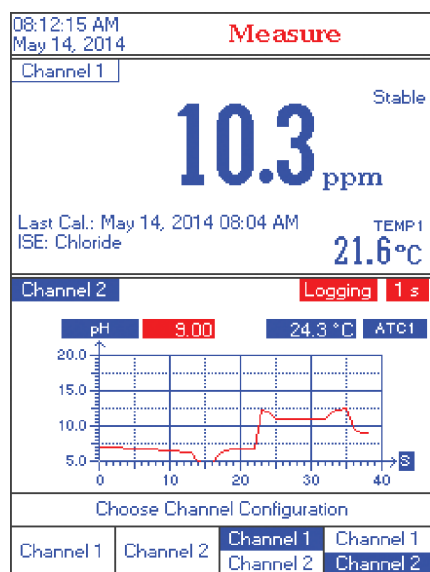 08:12:15 AM
May 14, 2014
Measure
Channel 1
Stable
10.3 ppm
Last Cal.: May 14, 2014 08:04 AM
ISE: Chloride
TEMP1
21.6°C
Channel 2
Logging 1 s
pH 9.00 24.3 °C ATC1
20.0
15.0
10.0
5.0
0 10 20 30 40 S
Choose Channel Configuration
Channel 1
Channel 2
Channel 1
Channel 2
Channel 1
Channel 2